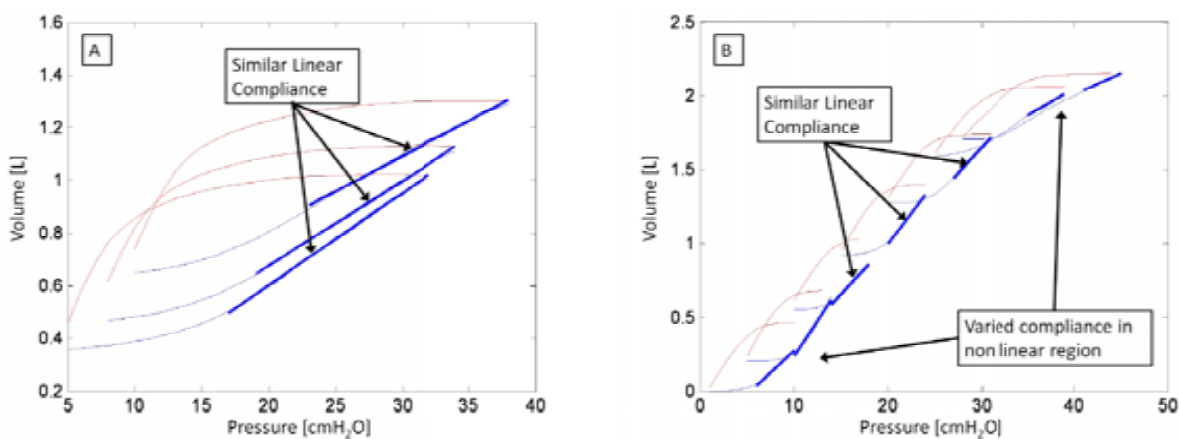 A
Similar Linear
Compliance
Volume [L]
1.6
1.4
1.2
1
0.8
0.6
0.4
0.2
5 10 15 20 25 30 35 40
Pressure [cmH2O]
B
Similar Linear
Compliance
Varied compliance in
non linear region
Volume [L]
2.5
2
1.5
1
0.5
0
0 10 20 30 40 50
Pressure [cmH2O]